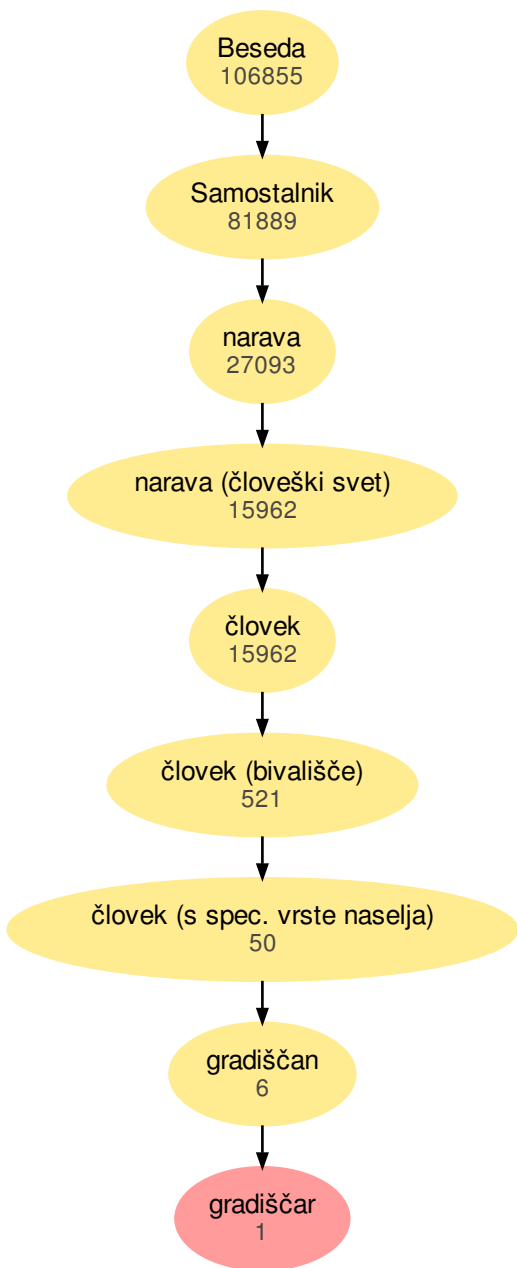 Beseda
106855
Samostalnik
81889
narava
27093
narava (človeški svet)
15962
človek
15962
človek (bivališče)
521
človek (s spec. vrste naselja)
50
gradiščan
6
gradiščar
1